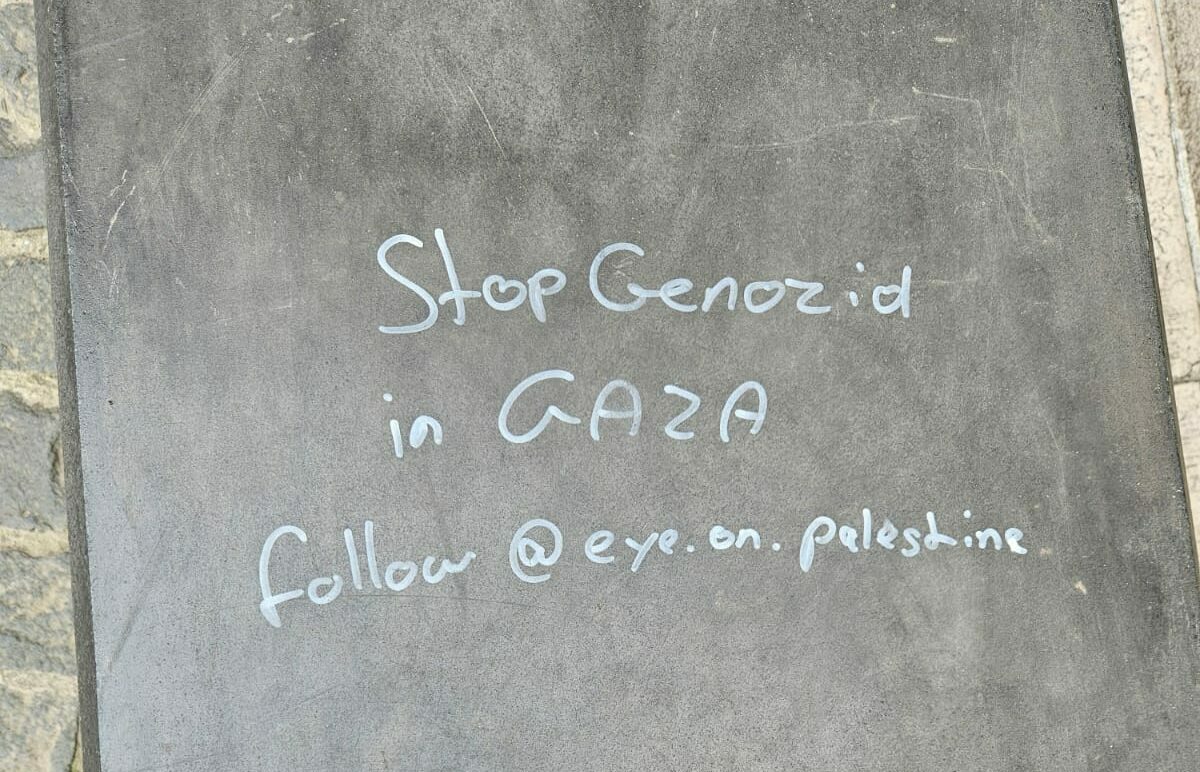 Stop Genozid
in GAZA
follow @eye.on.palestine